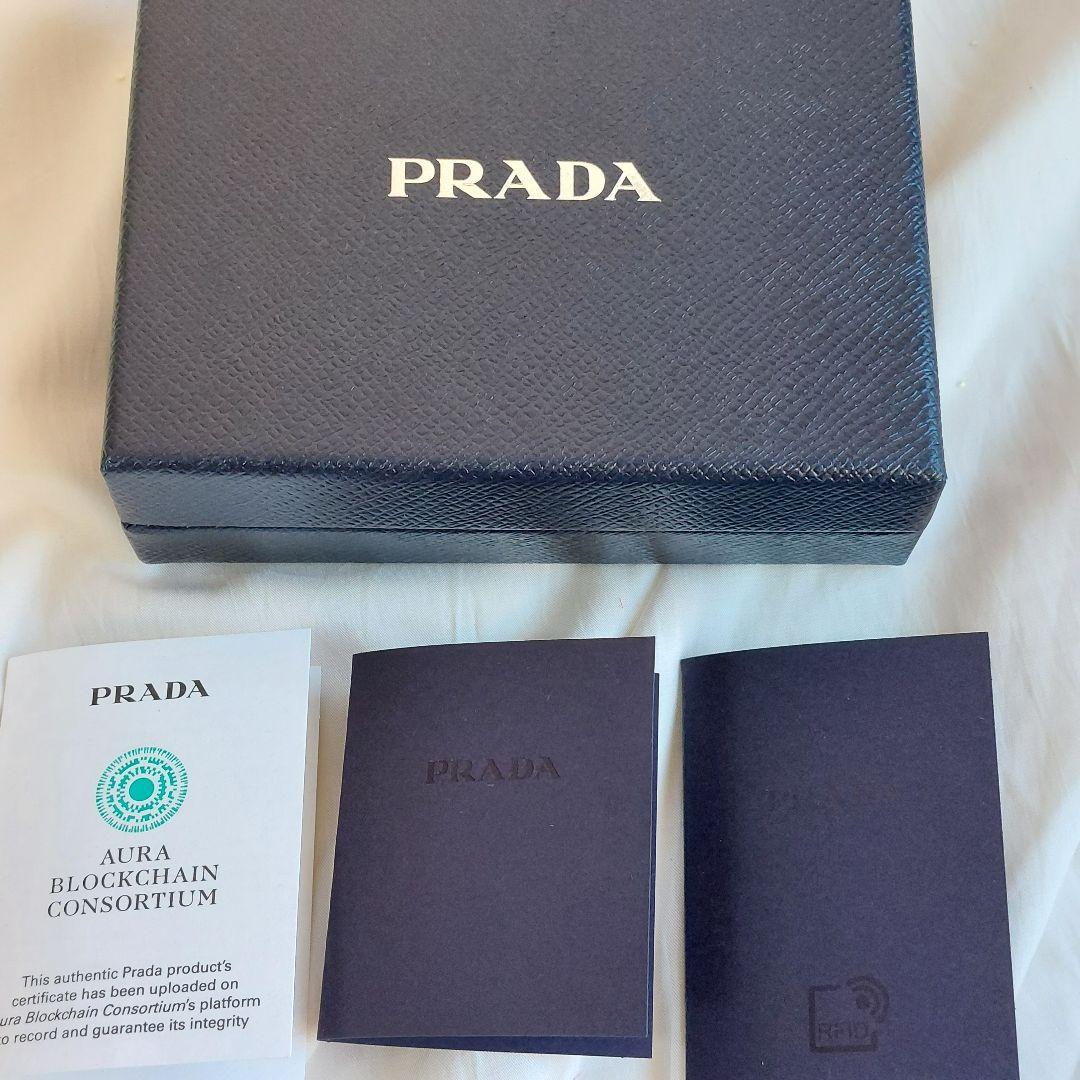 PRADA
PRADA
AURA
BLOCKCHAIN
CONSORTIUM
This authentic Prada product's
certificate has been uploaded on
ura Blockchain Consortium's platform
o record and guarantee its integrity
PRADA
RFID